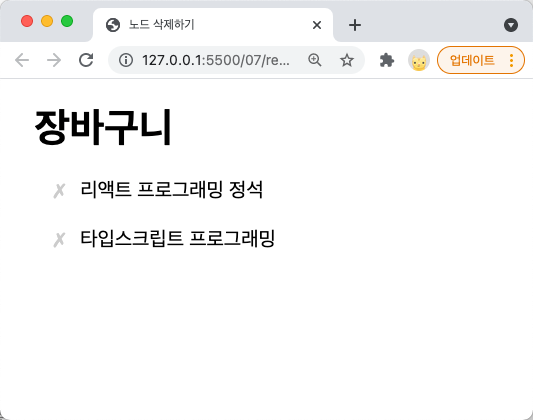 노드 삭제하기
127.0.0.1:5500/07/re...
업데이트
장바구니
✗ 리액트 프로그래밍 정석
✗ 타입스크립트 프로그래밍